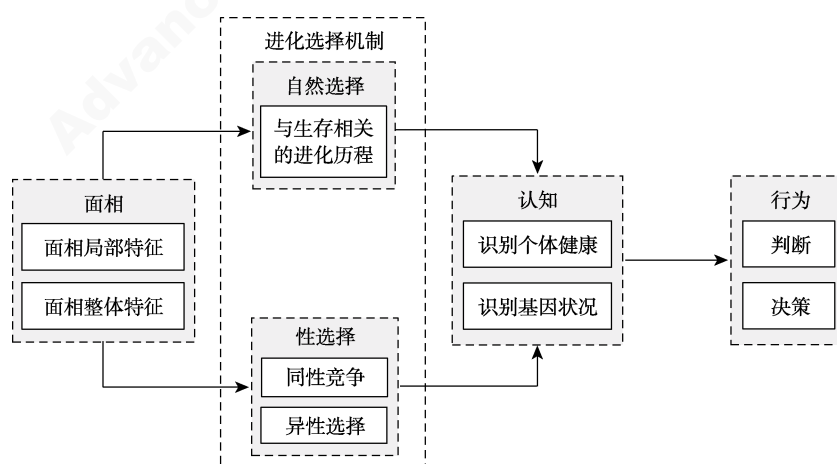 Advanc
进化选择机制
自然选择
与生存相关
的进化历程
面相
面相局部特征
面相整体特征
性选择
同性竞争
异性选择
认知
识别个体健康
识别基因状况
行为
判断
决策